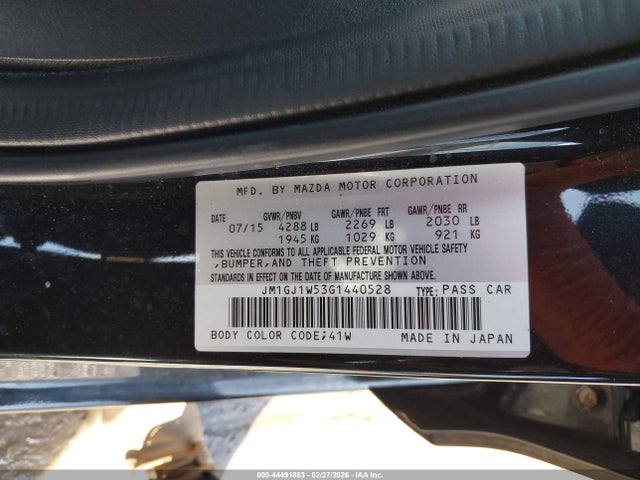 MFD. BY MAZDA MOTOR CORPORATION
DATE GVWR/PNBV GAWR/PNBE FRT GAWR/PNBE RR
07/15 4288 LB 2269 LB 2030 LB
1945 KG 1029 KG 921 KG
THIS VEHICLE CONFORMS TO ALL APPLICABLE FEDERAL MOTOR VEHICLE SAFETY
,BUMPER,AND THEFT PREVENTION
STANDARDS IN EFFECT ON THE DATE OF MANUFACTURE SHOWN ABOVE.
JM1GJ1W53G1440528 TYPE: PASS CAR
BODY COLOR CODE;41W MADE IN JAPAN
000-44491883 - 02/27/2026 - IAA Inc.